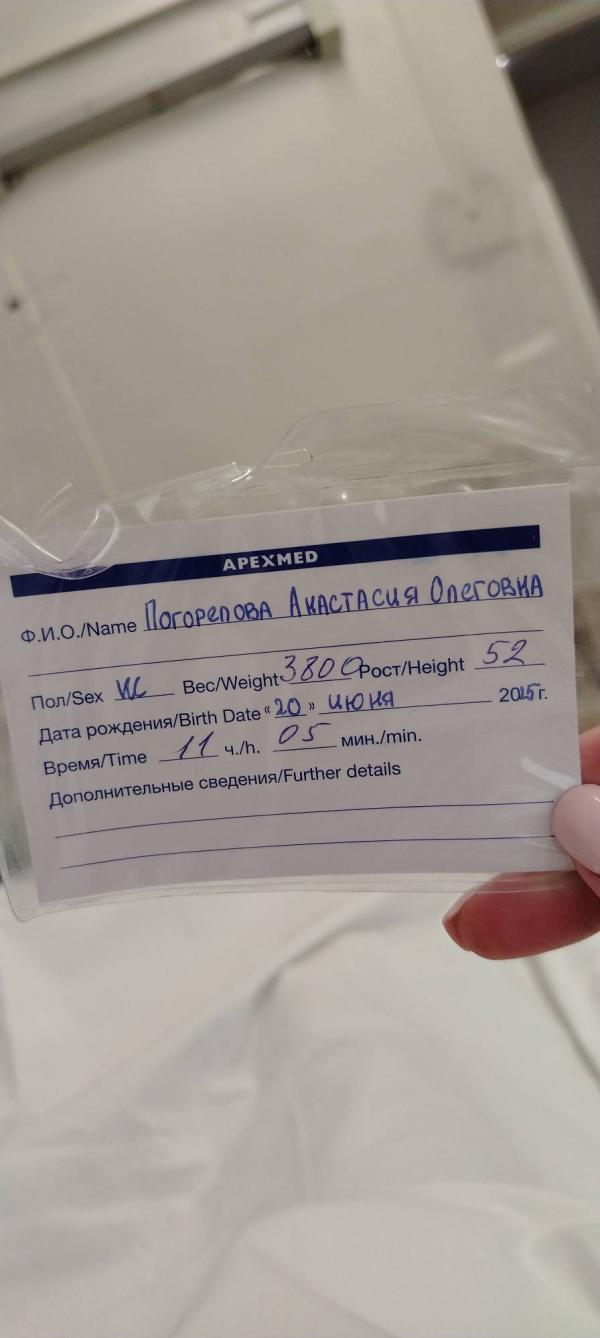 APEXMED
Ф.И.О./Name Погорелова Анастасия Олеговна
Пол/Sex Ж Вес/Weight 3800 Рост/Height 52
Дата рождения/Birth Date "20" июня 2025г.
Время/Time 11 ч./h. 05 мин./min.
Дополнительные сведения/Further details